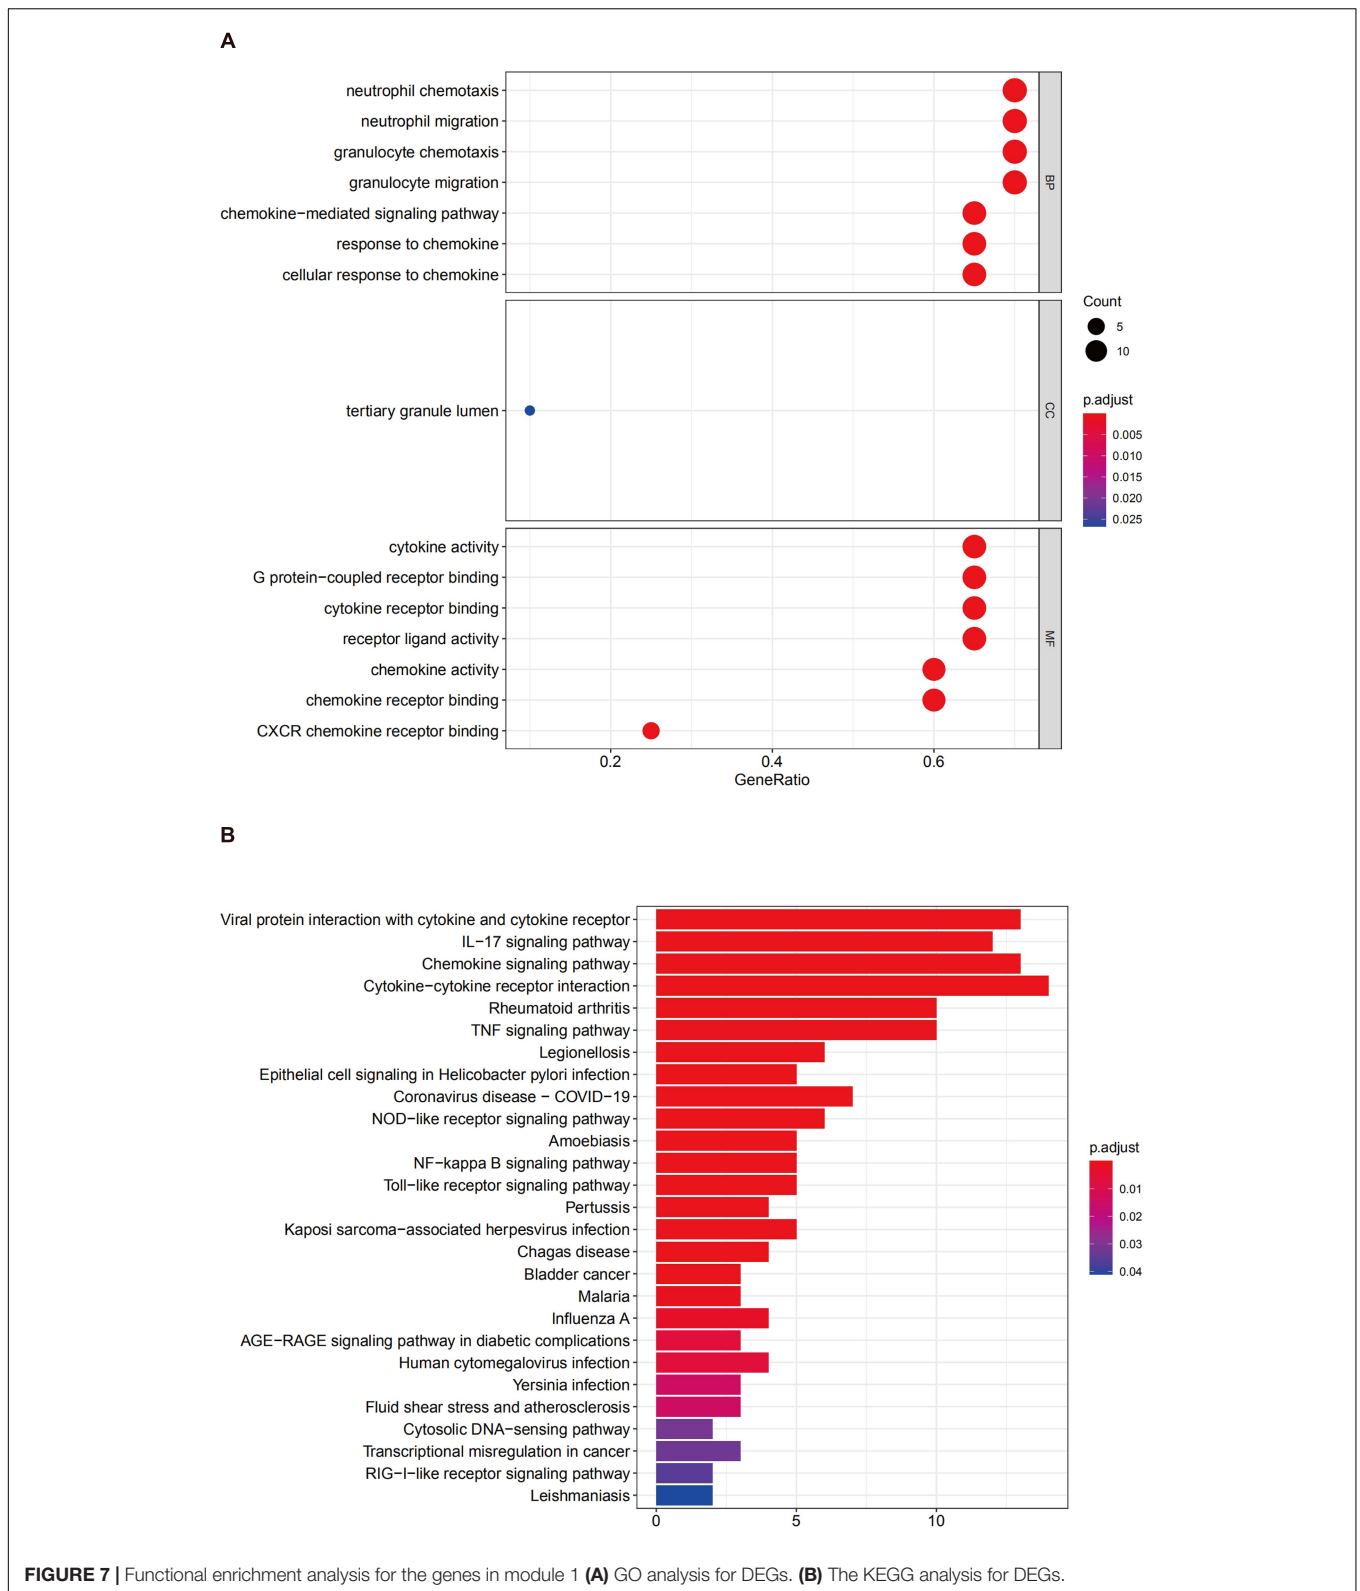 A
neutrophil chemotaxis
neutrophil migration
granulocyte chemotaxis
granulocyte migration
chemokine−mediated signaling pathway
response to chemokine
cellular response to chemokine
BP
tertiary granule lumen
CC
cytokine activity
G protein−coupled receptor binding
cytokine receptor binding
receptor ligand activity
chemokine activity
chemokine receptor binding
CXCR chemokine receptor binding
MF
0.2 0.4 0.6
GeneRatio
Count
5
10
p.adjust
0.005
0.010
0.015
0.020
0.025
B
Viral protein interaction with cytokine and cytokine receptor
IL−17 signaling pathway
Chemokine signaling pathway
Cytokine−cytokine receptor interaction
Rheumatoid arthritis
TNF signaling pathway
Legionellosis
Epithelial cell signaling in Helicobacter pylori infection
Coronavirus disease − COVID−19
NOD−like receptor signaling pathway
Amoebiasis
NF−kappa B signaling pathway
Toll−like receptor signaling pathway
Pertussis
Kaposi sarcoma−associated herpesvirus infection
Chagas disease
Bladder cancer
Malaria
Influenza A
AGE−RAGE signaling pathway in diabetic complications
Human cytomegalovirus infection
Yersinia infection
Fluid shear stress and atherosclerosis
Cytosolic DNA−sensing pathway
Transcriptional misregulation in cancer
RIG−I−like receptor signaling pathway
Leishmaniasis
0 5 10
p.adjust
0.01
0.02
0.03
0.04
FIGURE 7 | Functional enrichment analysis for the genes in module 1 (A) GO analysis for DEGs. (B) The KEGG analysis for DEGs.